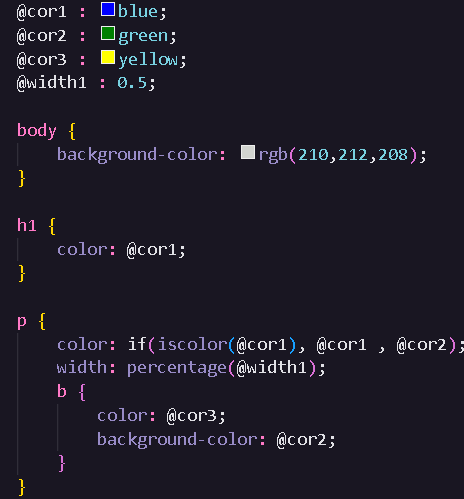 @cor1 : blue;
@cor2 : green;
@cor3 : yellow;
@width1 : 0.5;
body {
background-color: rgb(210,212,208);
}
h1 {
color: @cor1;
}
p {
color: if(iscolor(@cor1), @cor1 , @cor2);
width: percentage(@width1);
b {
color: @cor3;
background-color: @cor2;
}
}